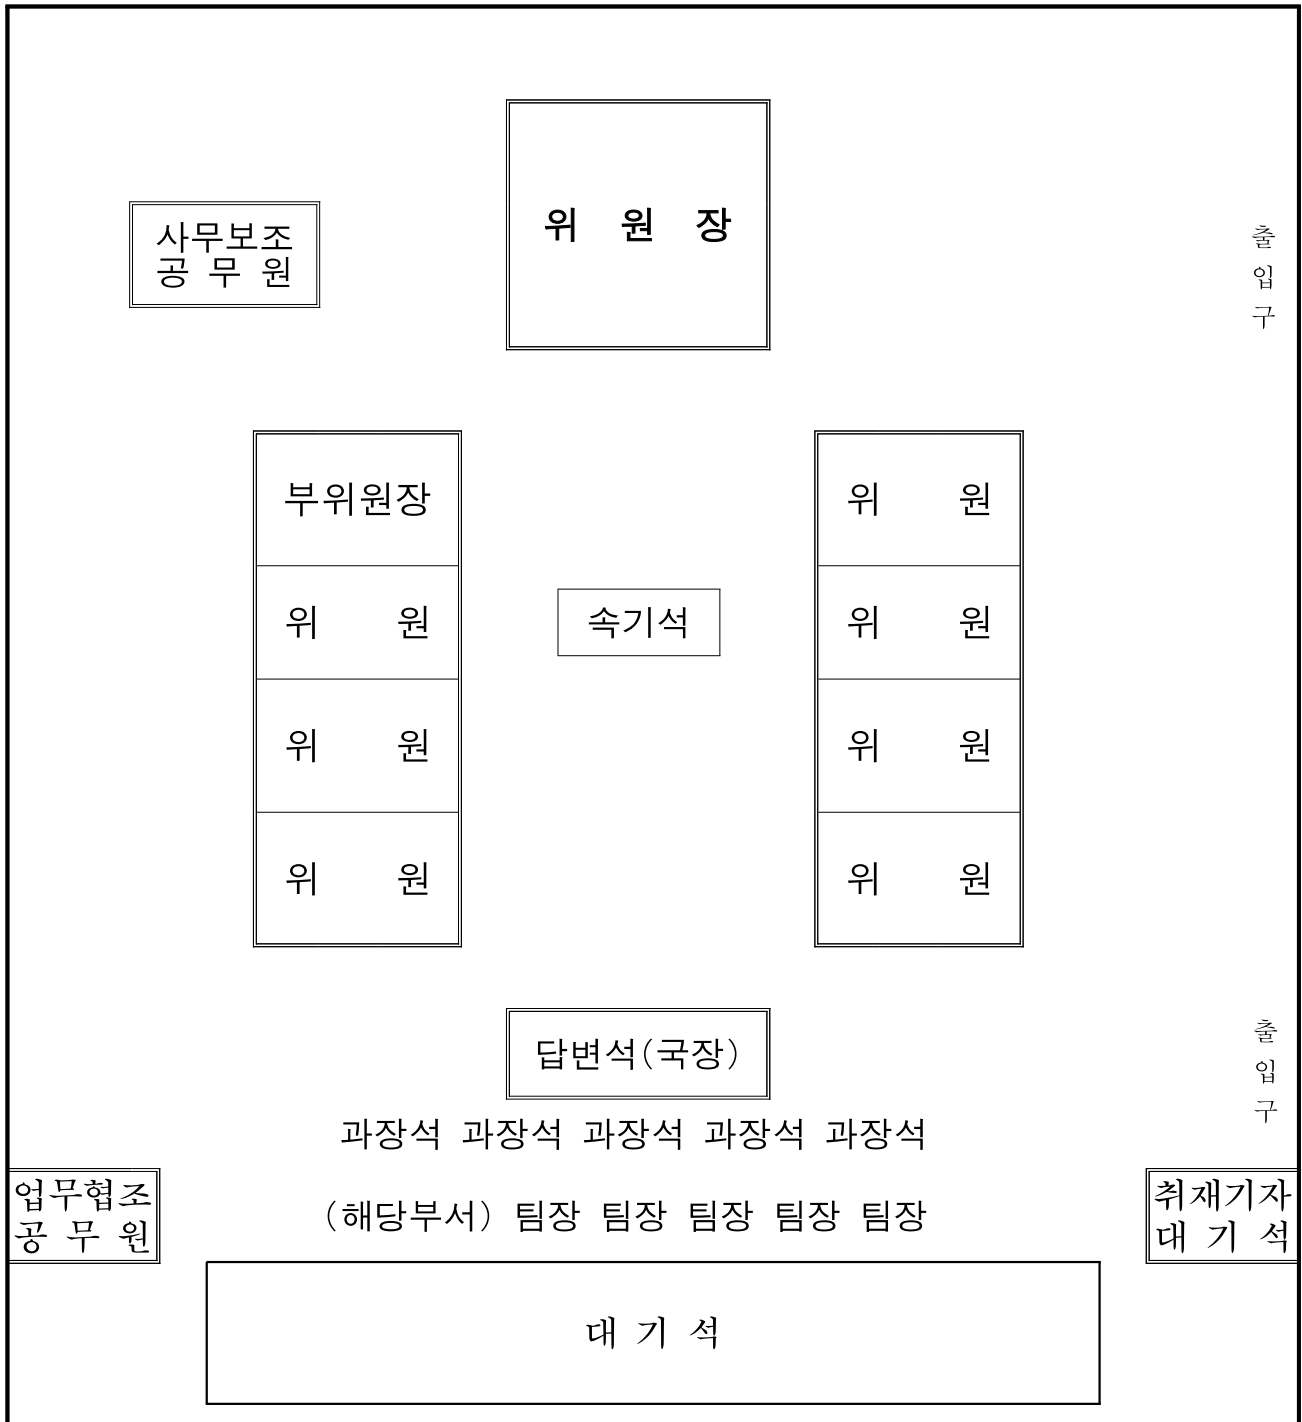 위 원 장
사무보조
공 무 원
출
입
구
부위원장
위 원
위 원
속기석
위 원
위 원
위 원
위 원
위 원
답변석(국장)
출
입
구
과장석 과장석 과장석 과장석 과장석
업무협조
공 무 원
(해당부서) 팀장 팀장 팀장 팀장 팀장
취재기자
대 기 석
대 기 석